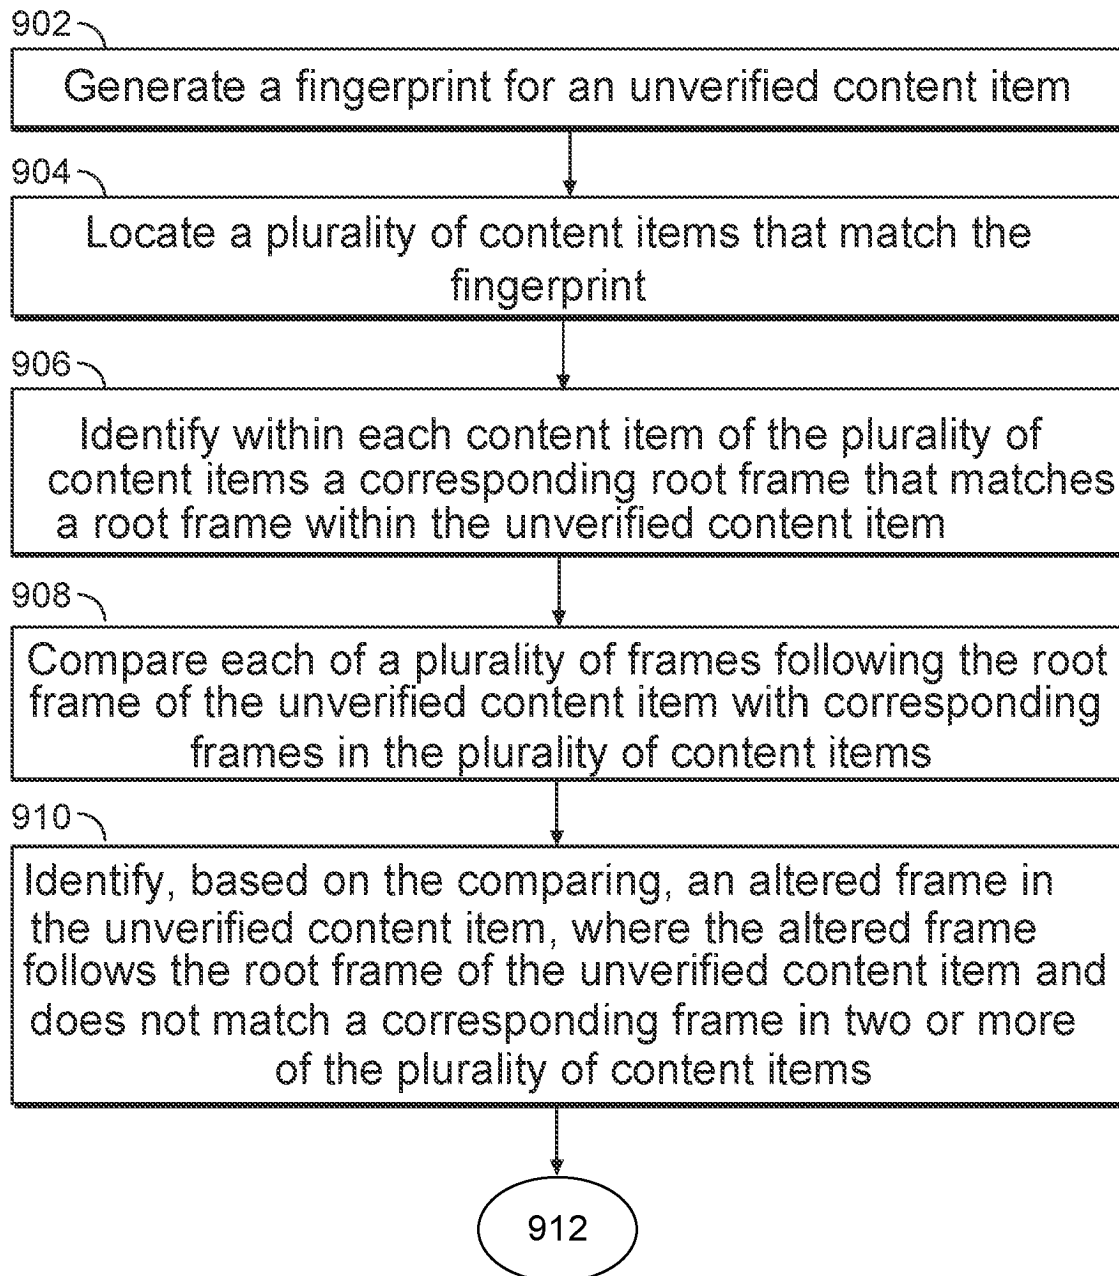 902
Generate a fingerprint for an unverified content item
904
Locate a plurality of content items that match the
fingerprint
906
Identify within each content item of the plurality of
content items a corresponding root frame that matches
a root frame within the unverified content item
908
Compare each of a plurality of frames following the root
frame of the unverified content item with corresponding
frames in the plurality of content items
910
Identify, based on the comparing, an altered frame in
the unverified content item, where the altered frame
follows the root frame of the unverified content item and
does not match a corresponding frame in two or more
of the plurality of content items
912